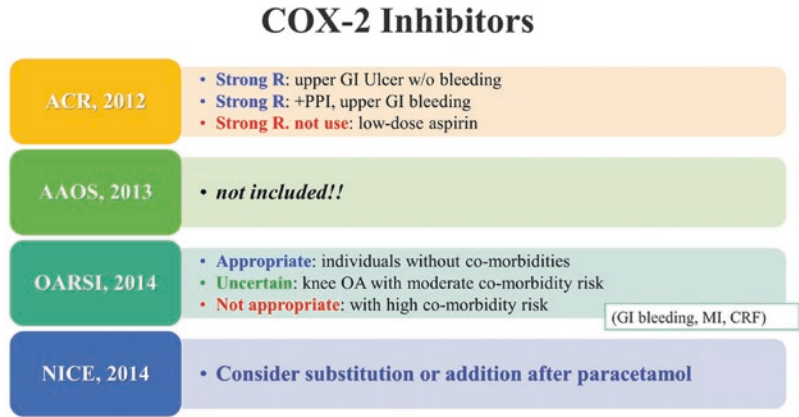 COX-2 Inhibitors
ACR, 2012
• Strong R: upper GI Ulcer w/o bleeding
• Strong R: +PPI, upper GI bleeding
• Strong R. not use: low-dose aspirin
AAOS, 2013
• not included!!
OARSI, 2014
• Appropriate: individuals without co-morbidities
• Uncertain: knee OA with moderate co-morbidity risk
• Not appropriate: with high co-morbidity risk
(GI bleeding, MI, CRF)
NICE, 2014
• Consider substitution or addition after paracetamol